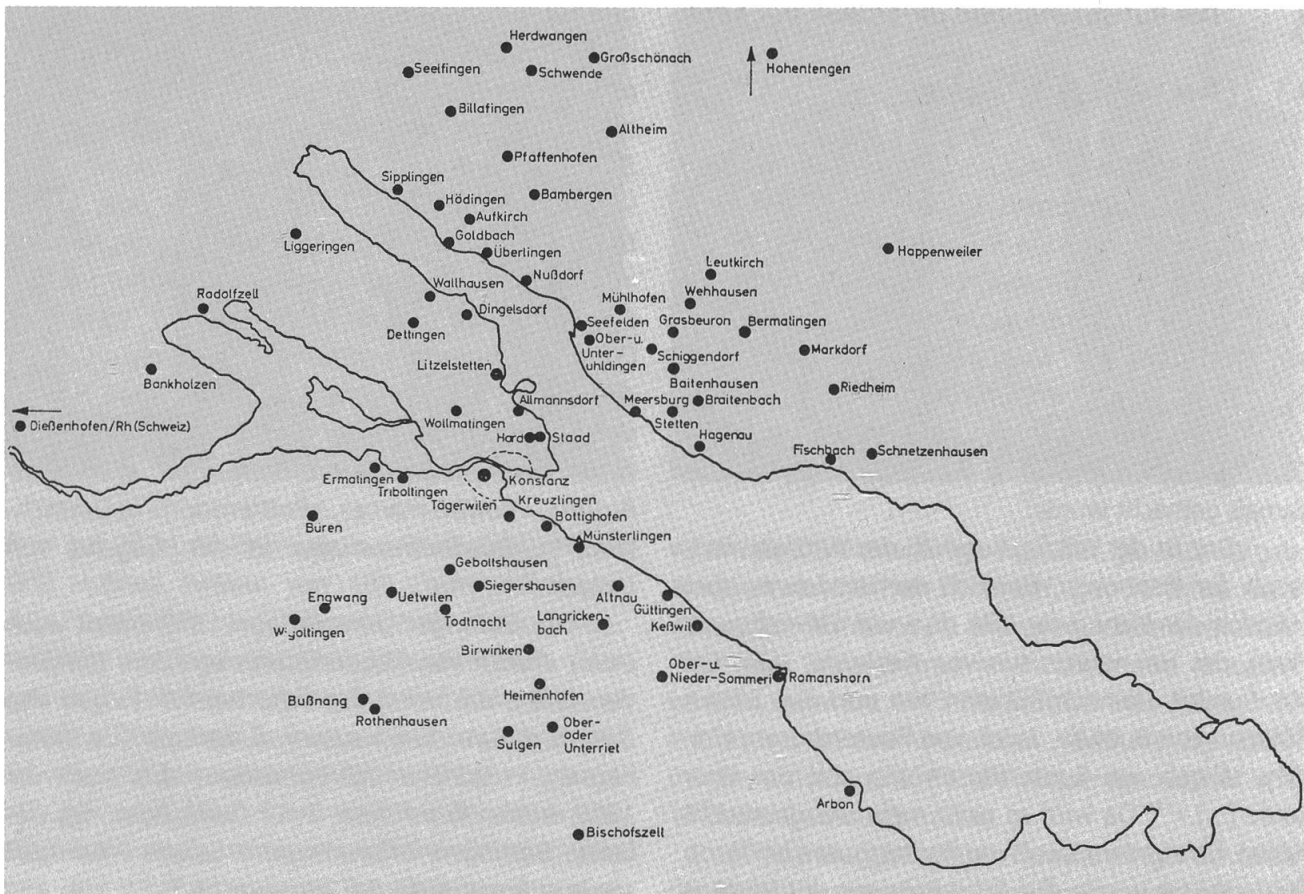 Herdwangen
Großschönach
Hohentengen
Seelfingen
Schwende
Billafingen
Altheim
Pfaffenhofen
Sipplingen
Bambergen
Hödingen
Aufkirch
Liggeringen
Goldbach
Überlingen
Happenweiler
Leutkirch
Nußdorf
Wallhausen
Radolfzell
Mühlhofen
Wehhausen
Dingelsdorf
Dettingen
Seefelden
Grasbeuron
Bermatingen
Ober-u.
Unter-
uhldingen
Schiggendorf
Markdorf
Litzelstetten
Bankholzen
Baitenhausen
Riedheim
Allmannsdorf
Meersburg
Braitenbach
Wollmatingen
Stetten
Dießenhofen/Rh (Schweiz)
Hard
Staad
Hagenau
Fischbach
Schnetzenhausen
Ermatingen
Triboltingen
Konstanz
Tägerwilen
Kreuzlingen
Büren
Bottighofen
Münsterlingen
Geboltshausen
Siegershausen
Uetwilen
Altnau
Engwang
Güttingen
Todtnacht
Langricken-
bach
Wigoltingen
Keßwil
Birwinken
Ober-u.
Nieder-Sommeri
Romanshorn
Heimenhofen
Bußnang
Rothenhausen
Sulgen
Ober-
oder
Unterriet
Arbon
Bischofszell